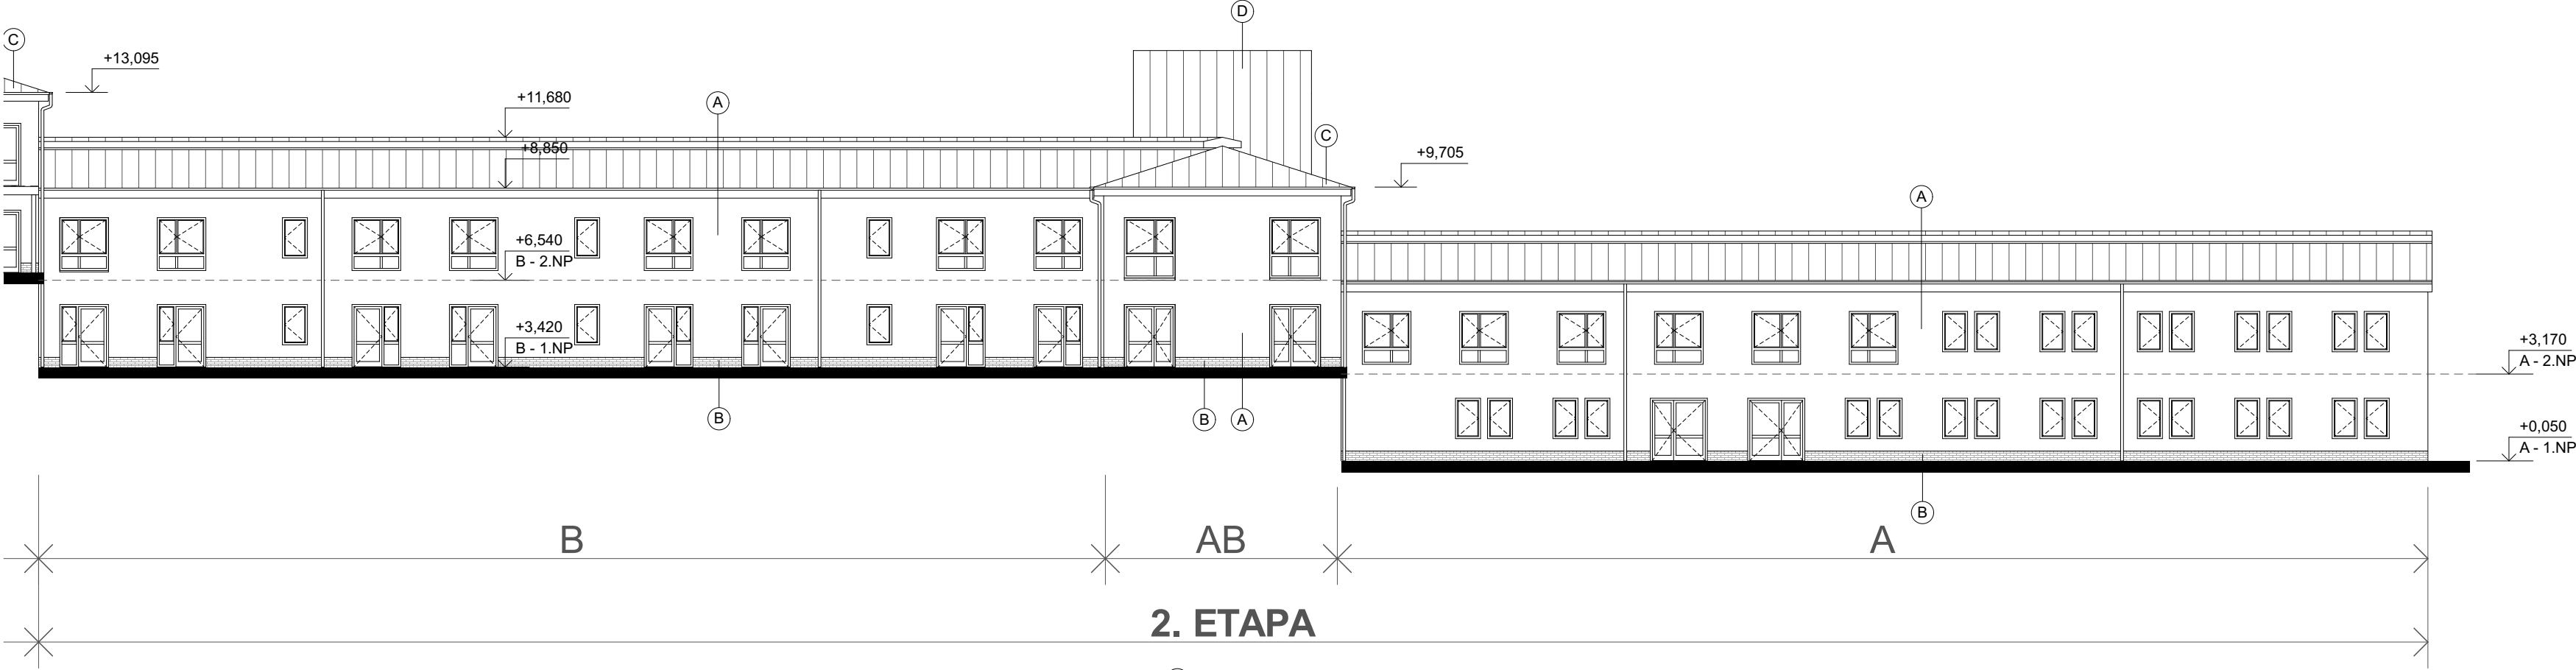 D
C
+13,095
+11,680
A
C
+8,850
+9,705
A
+6,540
B - 2.NP
+3,420
B - 1.NP
+3,170
A - 2.NP
B
B
A
+0,050
A - 1.NP
B
B
AB
A
2. ETAPA